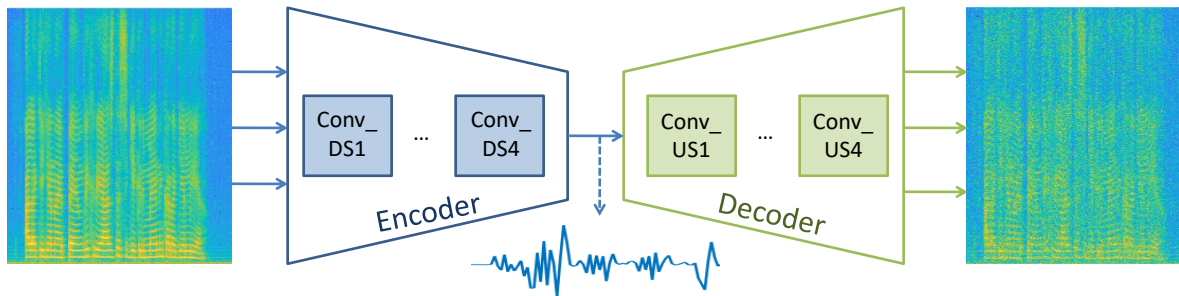 Conv_
DS1
...
Conv_
DS4
Encoder
Conv_
US1
...
Conv_
US4
Decoder